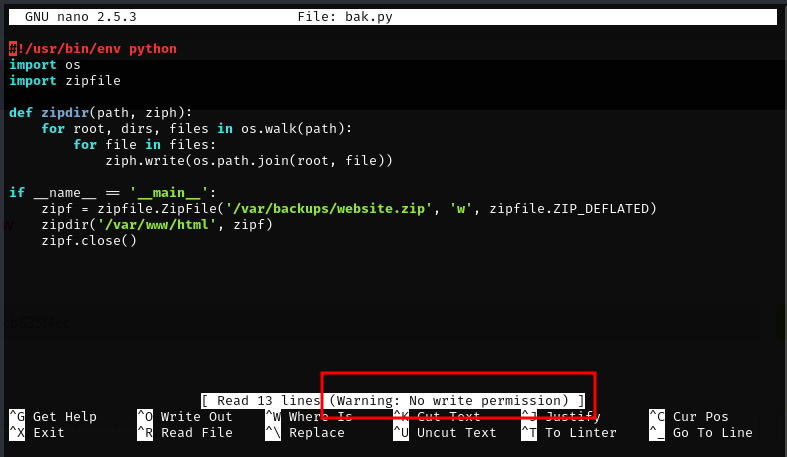 GNU nano 2.5.3 File: bak.py
#!/usr/bin/env python
import os
import zipfile
def zipdir(path, ziph):
    for root, dirs, files in os.walk(path):
        for file in files:
            ziph.write(os.path.join(root, file))
if __name__ == '__main__':
    zipf = zipfile.ZipFile('/var/backups/website.zip', 'w', zipfile.ZIP_DEFLATED)
    zipdir('/var/www/html', zipf)
    zipf.close()
[ Read 13 lines (Warning: No write permission) ]
^G Get Help ^O Write Out ^W Where Is ^K Cut Text ^J Justify ^C Cur Pos
^X Exit ^R Read File ^\ Replace ^U Uncut Text ^T To Linter ^_ Go To Line